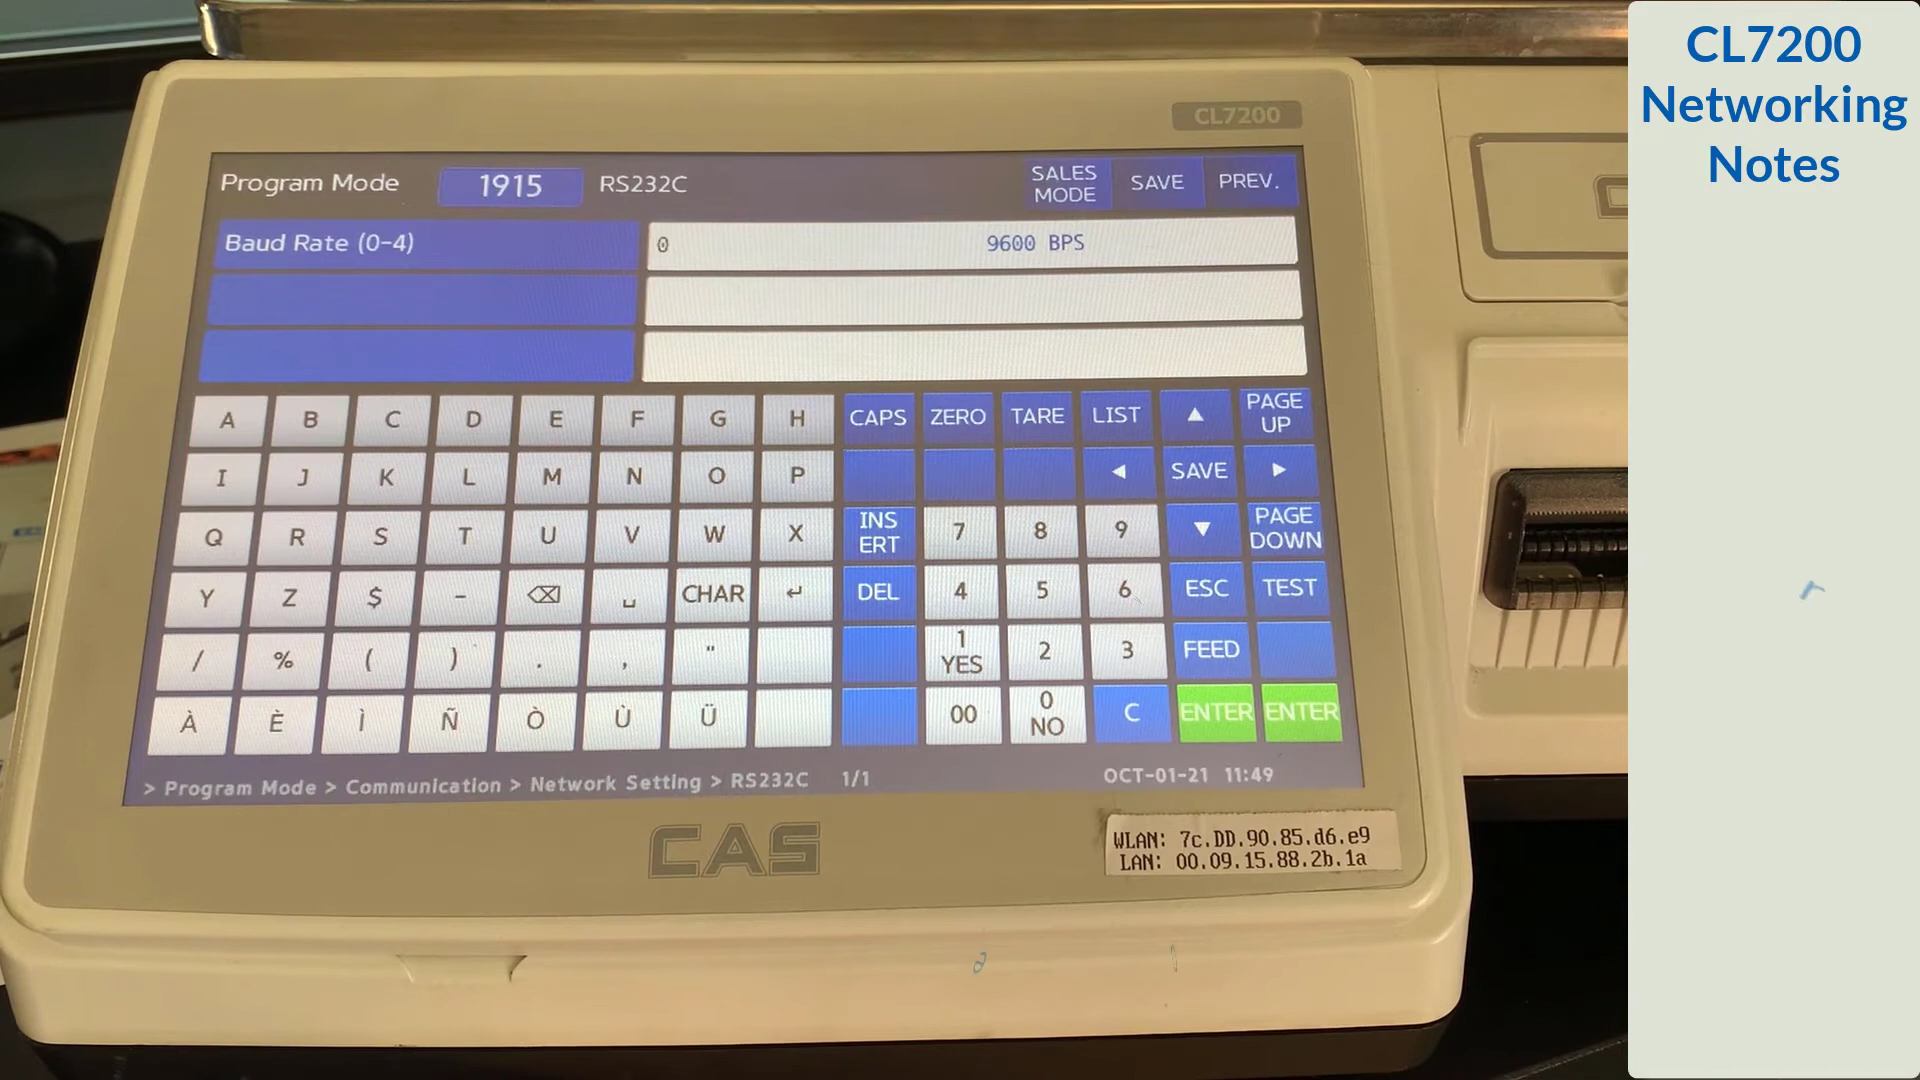 CL7200
Networking
Notes
CL7200
Program Mode 1915 RS232C SALES MODE SAVE PREV.
Baud Rate (0-4) 0 9600 BPS
A B C D E F G H CAPS ZERO TARE LIST ▲ PAGE UP
I J K L M N O P ◄ SAVE ►
Q R S T U V W X INS ERT 7 8 9 ▼ PAGE DOWN
Y Z $ - ⌫ ␣ CHAR ↵ DEL 4 5 6 ESC TEST
/ % ( ) . , " 1 YES 2 3 FEED
À È Ì Ñ Ò Ù Ü 00 0 NO C ENTER ENTER
> Program Mode > Communication > Network Setting > RS232C 1/1 OCT-01-21 11:49
CAS
WLAN: 7c.DD.90.85.d6.e9
LAN: 00.09.15.88.2b.1a